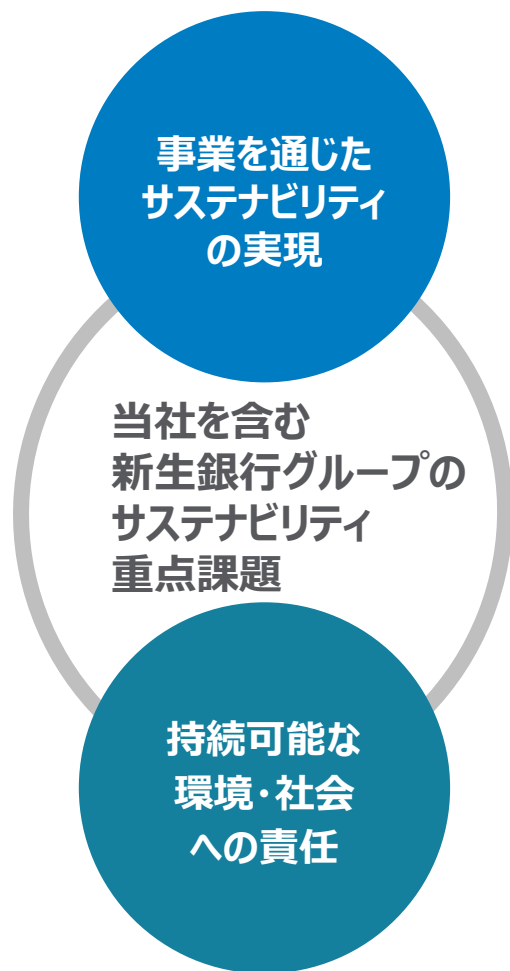 事業を通じた
サステナビリティ
の実現
当社を含む
新生銀行グループの
サステナビリティ
重点課題
持続可能な
環境・社会
への責任